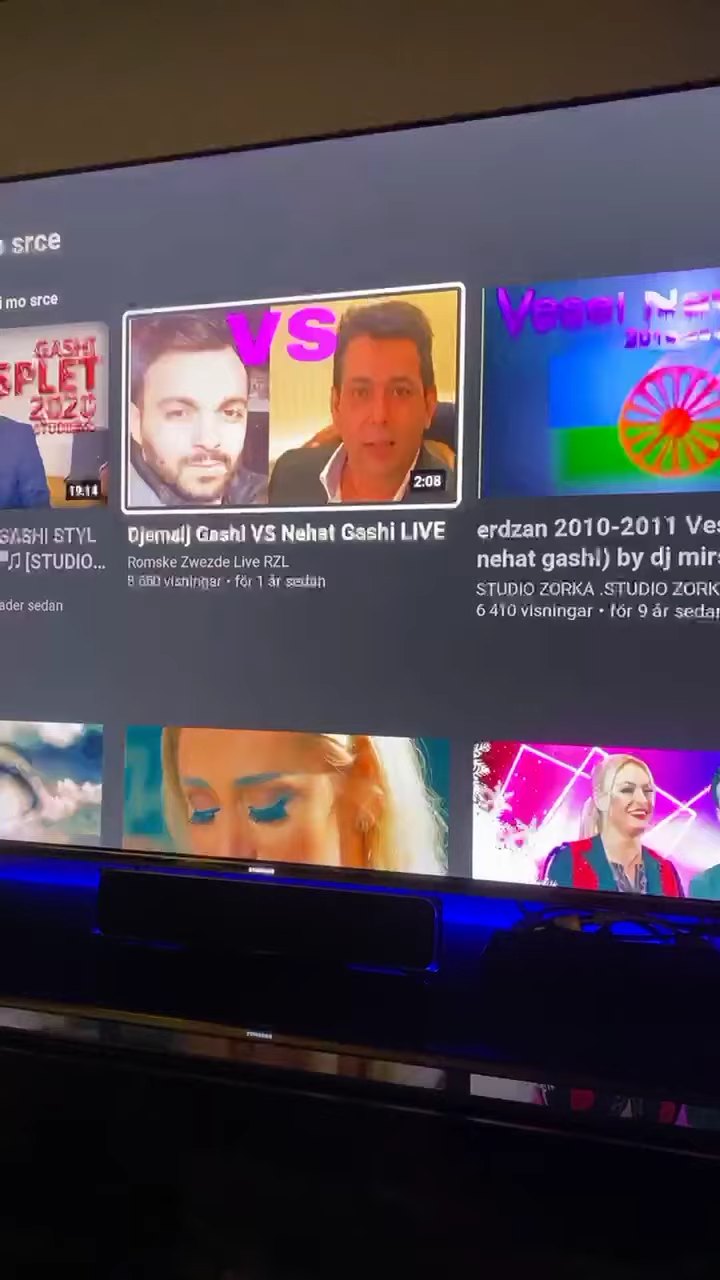 srce
i mo srce
GASHI
SPLET
2020
19:14
GASHI STYL
[STUDIO...
ader sedan
VS
2:08
Djemalj Gashi VS Nehat Gashi LIVE
Romske Zwezde Live RZL
visningar • för 1 år sedan
Vesel
erdzan 2010-2011 Ves
nehat gashi) by dj mirs
STUDIO ZORKA .STUDIO ZORK
6 410 visningar • för 9 år sedan